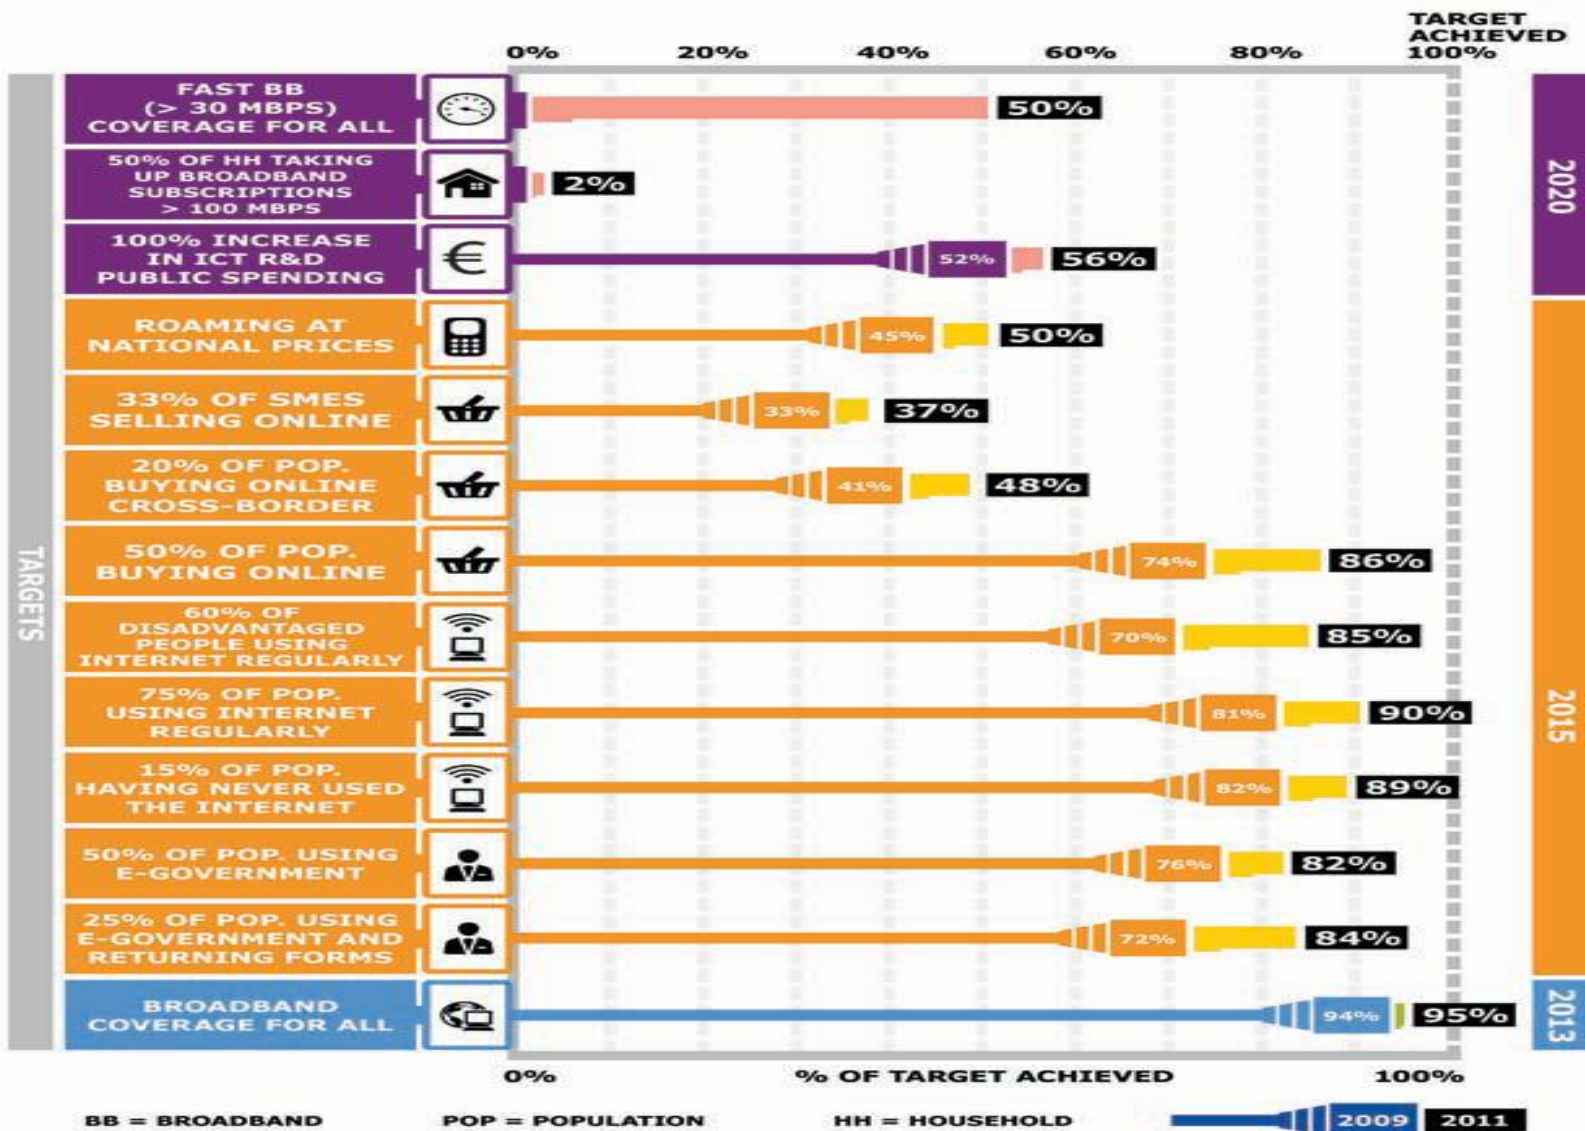 TARGET
ACHIEVED
0% 20% 40% 60% 80% 100%
TARGETS
FAST BB
(> 30 MBPS)
COVERAGE FOR ALL
50%
50% OF HH TAKING
UP BROADBAND
SUBSCRIPTIONS
> 100 MBPS
2%
100% INCREASE
IN ICT R&D
PUBLIC SPENDING
52% 56%
2020
ROAMING AT
NATIONAL PRICES
45% 50%
33% OF SMES
SELLING ONLINE
33% 37%
20% OF POP.
BUYING ONLINE
CROSS-BORDER
41% 48%
50% OF POP.
BUYING ONLINE
74% 86%
60% OF
DISADVANTAGED
PEOPLE USING
INTERNET REGULARLY
70% 85%
75% OF POP.
USING INTERNET
REGULARLY
81% 90%
15% OF POP.
HAVING NEVER USED
THE INTERNET
82% 89%
50% OF POP. USING
E-GOVERNMENT
76% 82%
25% OF POP. USING
E-GOVERNMENT AND
RETURNING FORMS
72% 84%
2015
BROADBAND
COVERAGE FOR ALL
94% 95%
2013
0% % OF TARGET ACHIEVED 100%
BB = BROADBAND POP = POPULATION HH = HOUSEHOLD 2009 2011